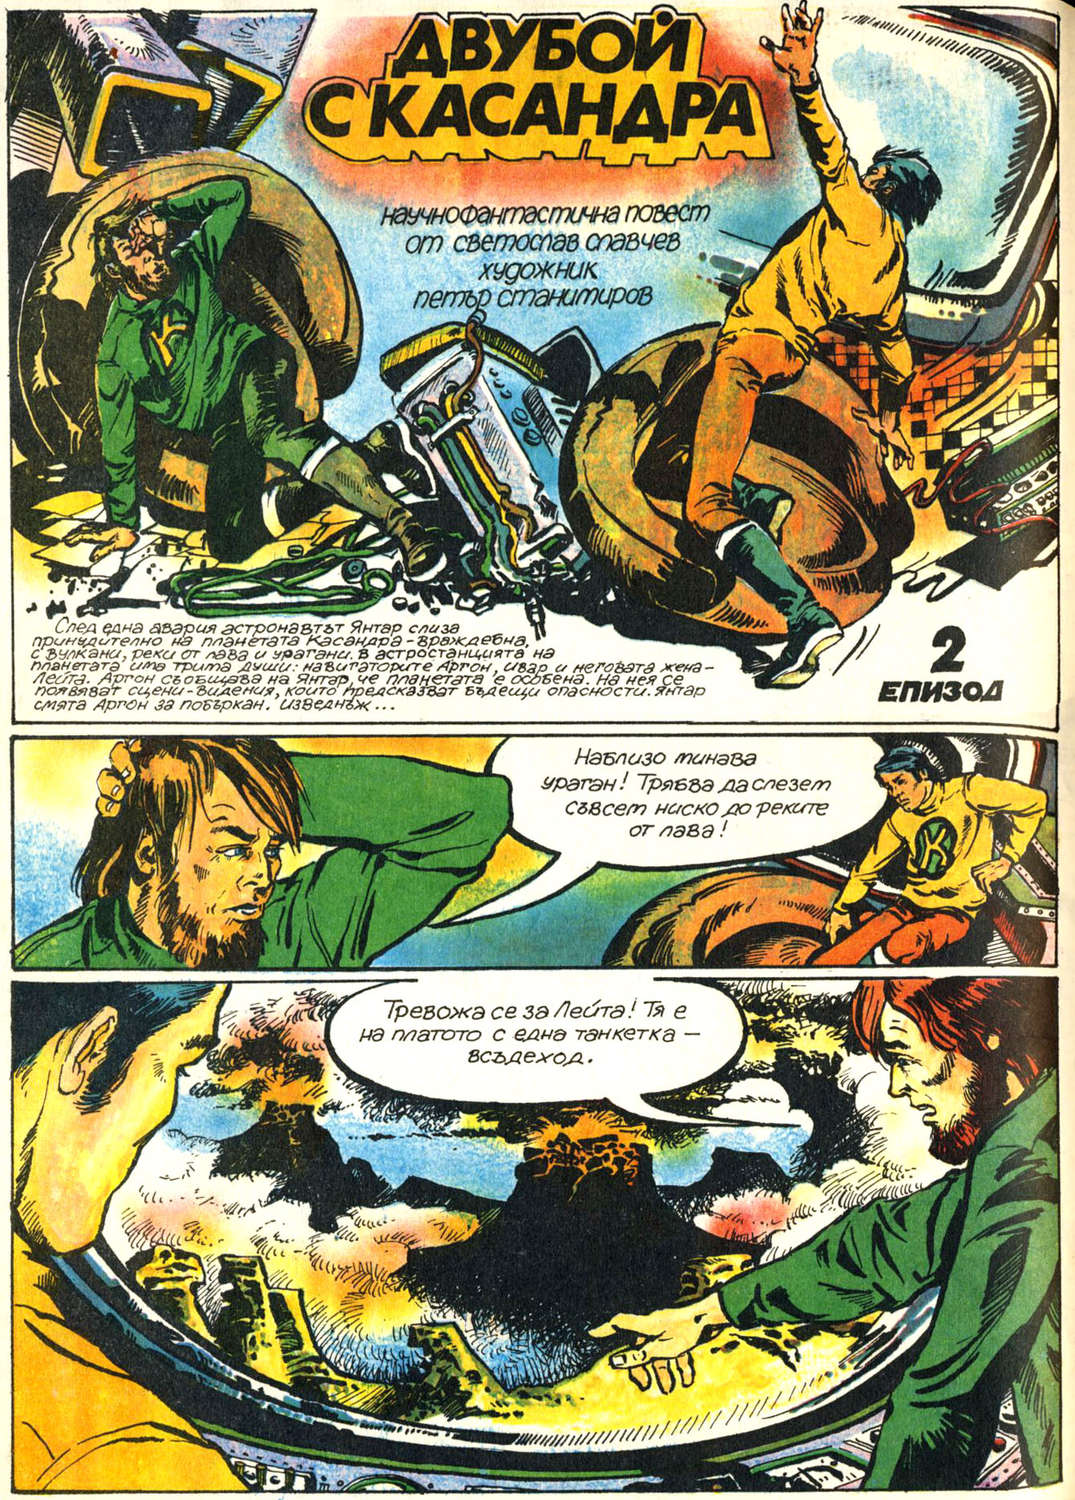 ДВУБОЙ
С КАСАНДРА
научнофантастична повест
от светослав славчев
художник
петър станимиров
След една авария астронавтът Янтар слиза
принудително на планетата Касандра – враждебна,
с вулкани, реки от лава и урагани. в астростанцията на
планетата има трима души: навигаторите Аргон, ивар и неговата жена –
Лейта. Аргон съобщава на Янтар, че планетата е особена. на нея се
появяват сцени-видения, които предсказват бъдещи опасности. Янтар
смята Аргон за побъркан. изведнъж...
2
ЕПИЗОД
Наблизо минава
ураган! Трябва да слезем
съвсем ниско до реките
от лава!
Тревожа се за Лейта! Тя е
на платото с една танкетка –
всъдеход.